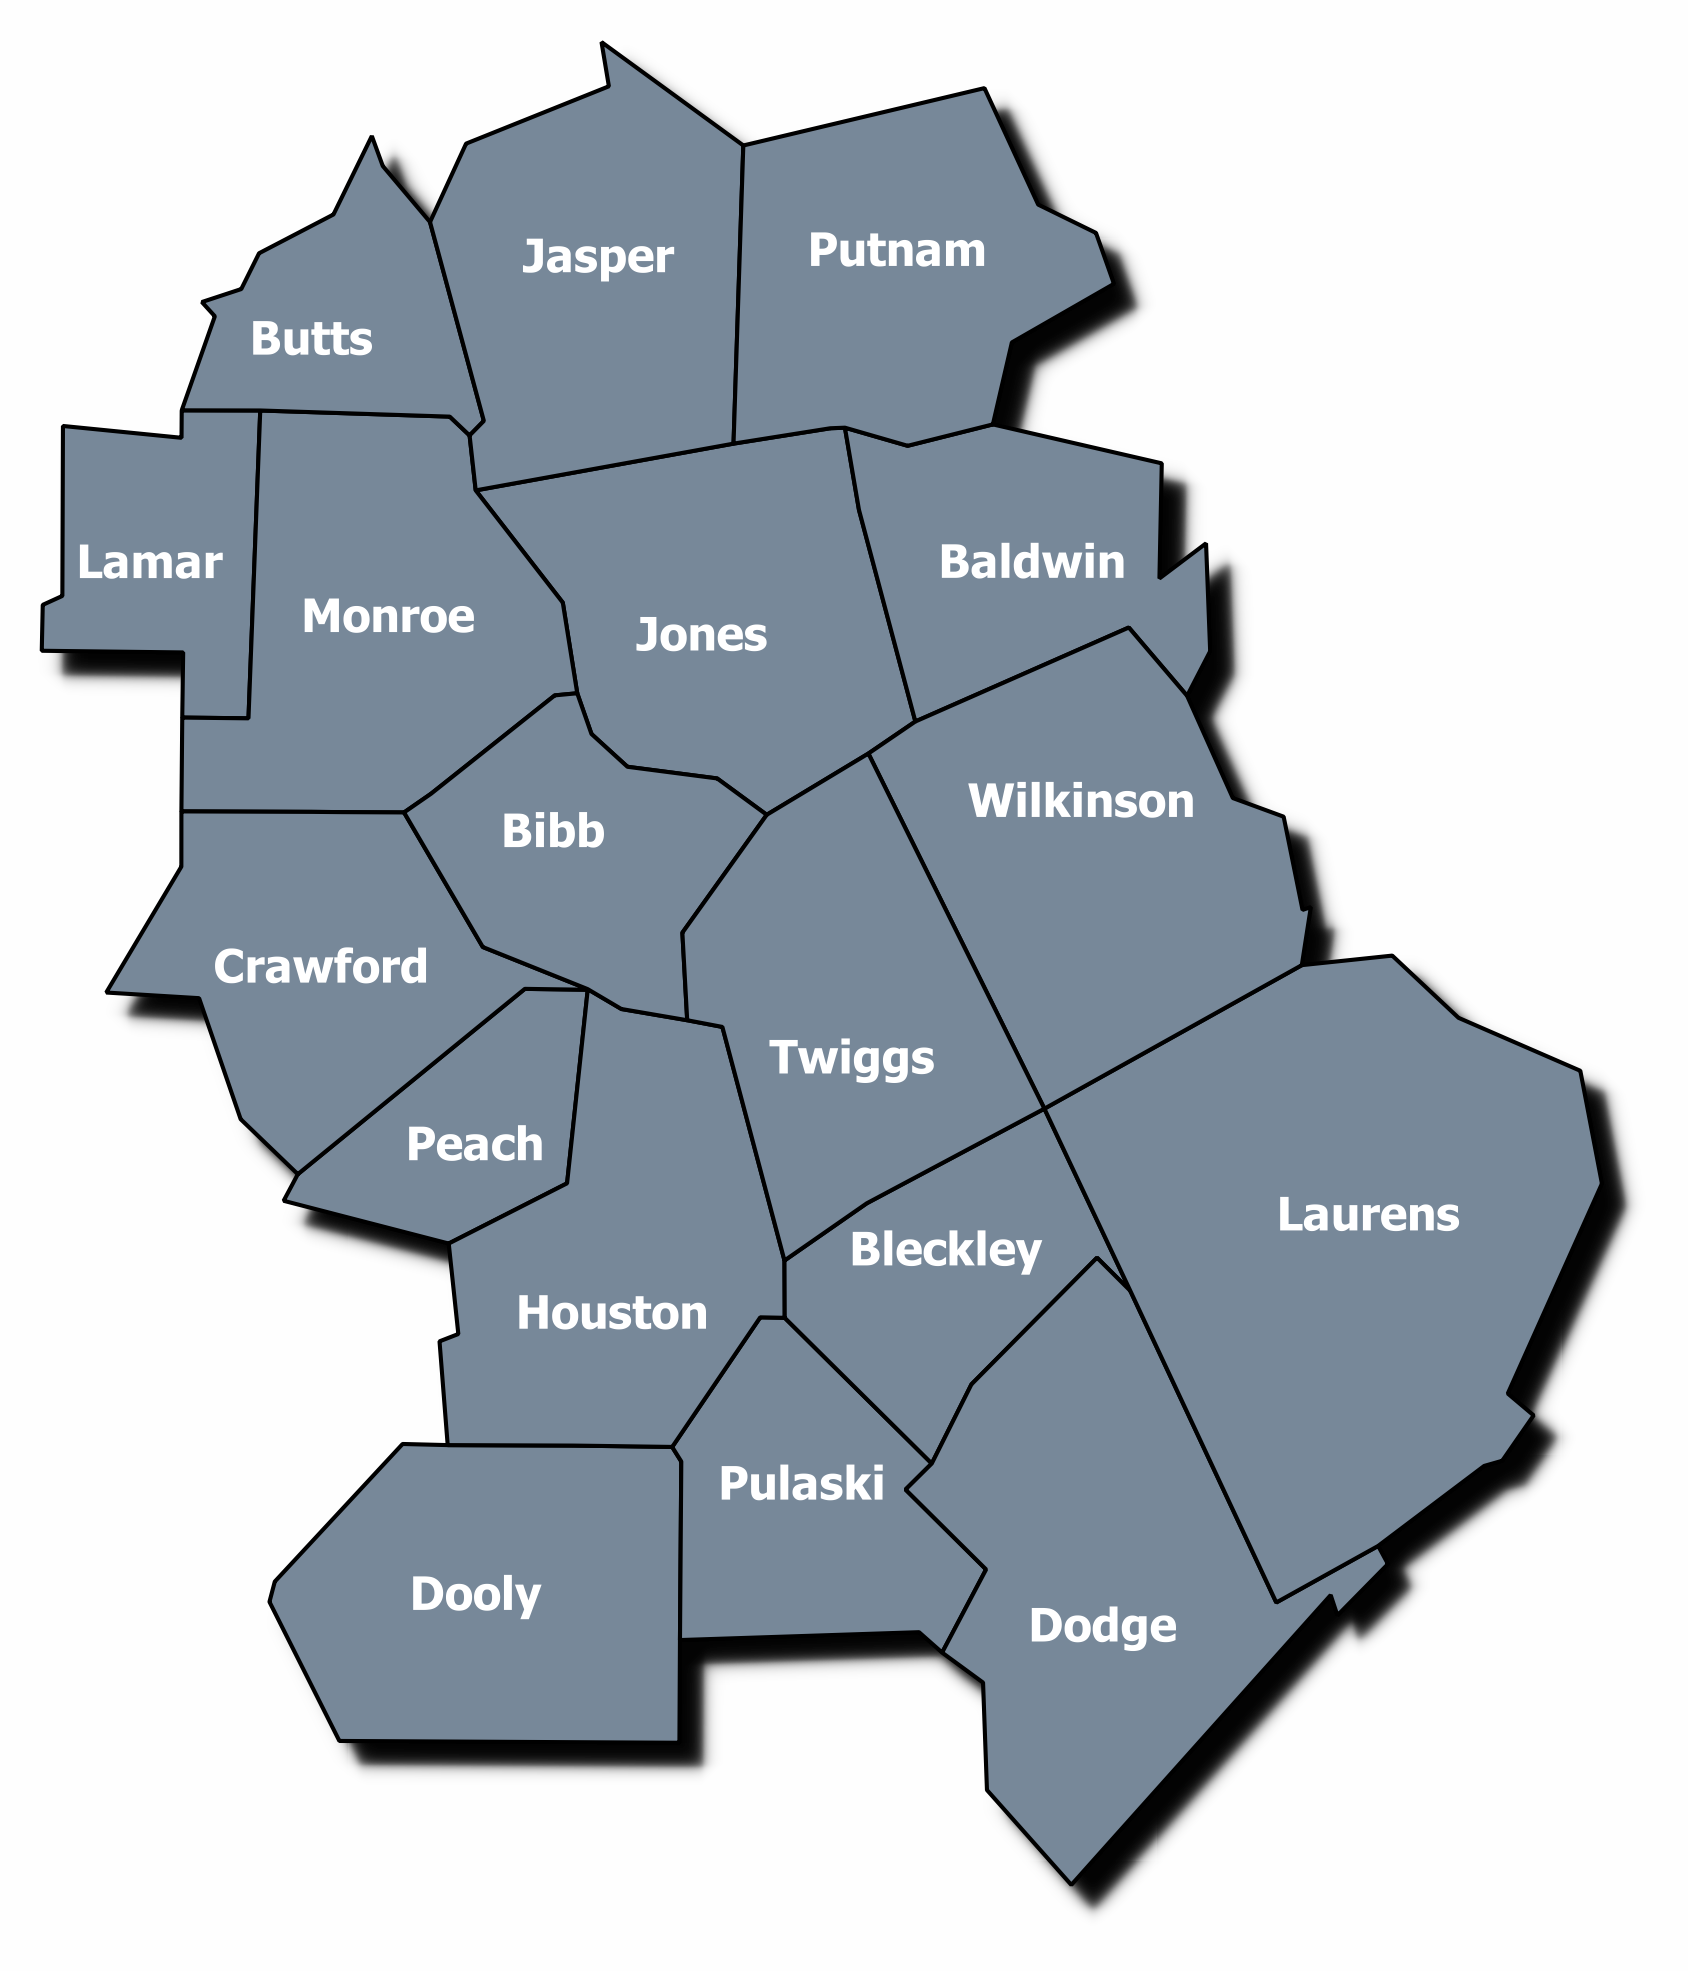 Jasper
Putnam
Butts
Lamar
Monroe
Jones
Baldwin
Wilkinson
Bibb
Crawford
Twiggs
Peach
Laurens
Bleckley
Houston
Pulaski
Dooly
Dodge